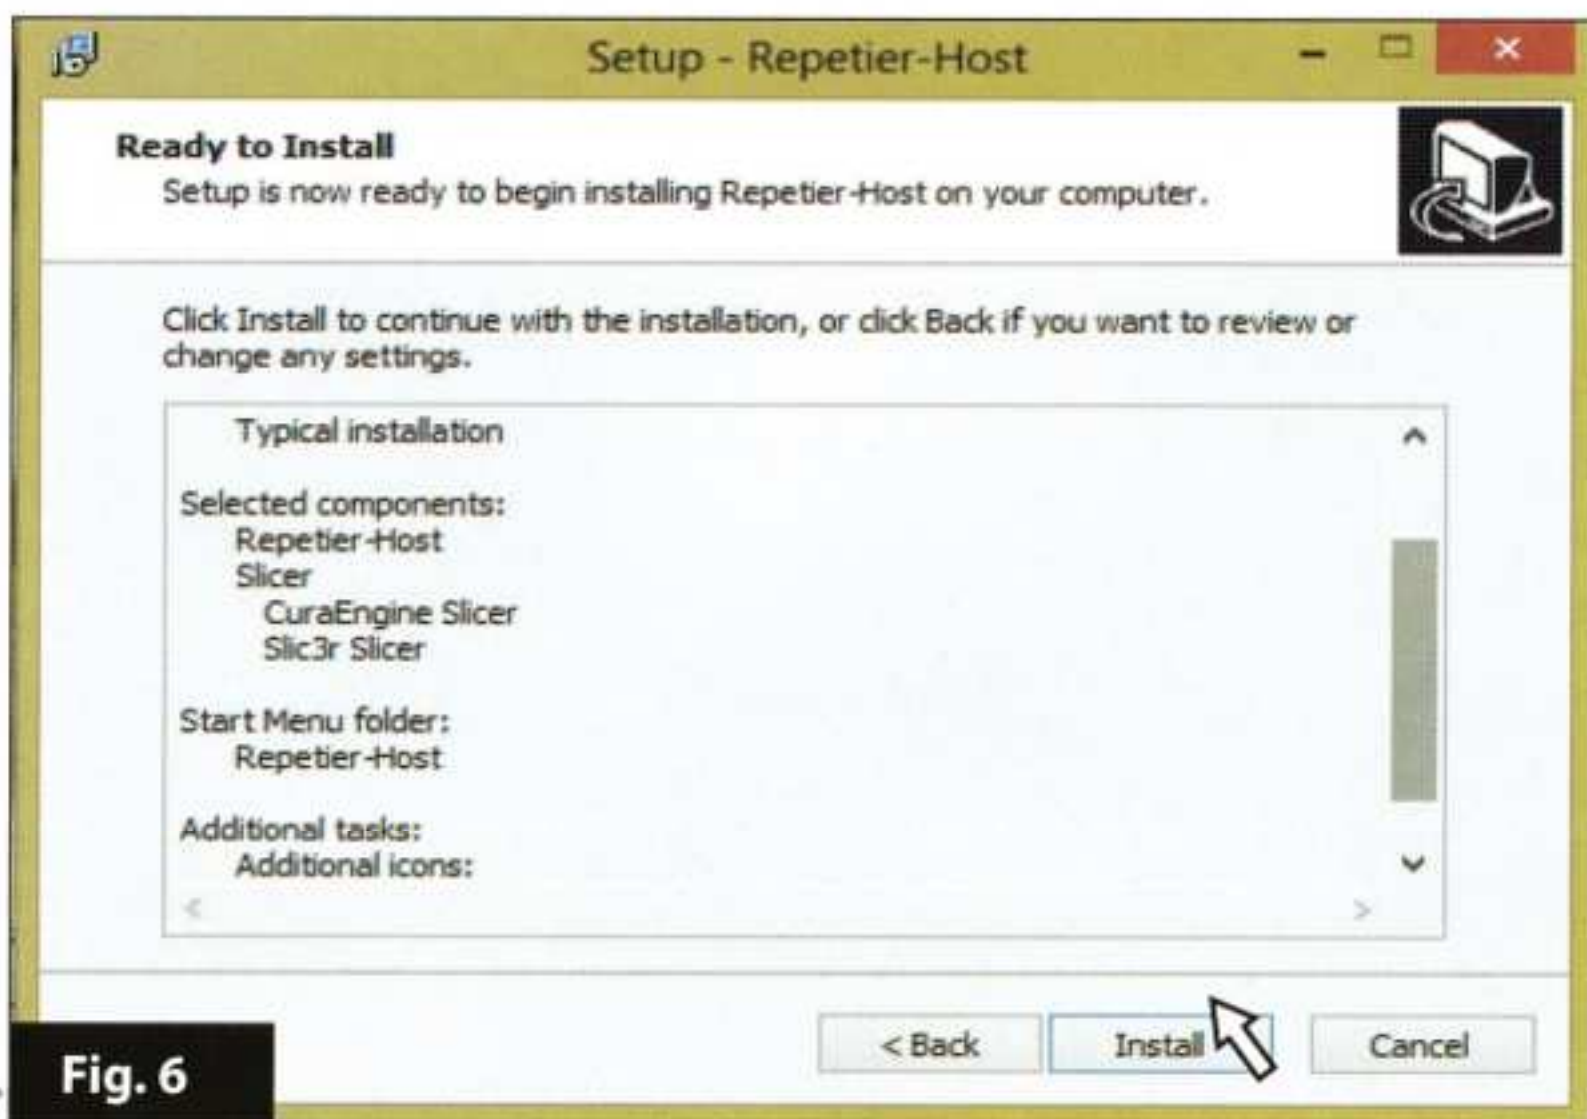 Setup - Repetier-Host
Ready to Install
Setup is now ready to begin installing Repetier-Host on your computer.
Click Install to continue with the installation, or click Back if you want to review or
change any settings.
Typical installation
Selected components:
Repetier-Host
Slicer
CuraEngine Slicer
Slic3r Slicer
Start Menu folder:
Repetier-Host
Additional tasks:
Additional icons:
< Back Install Cancel
Fig. 6